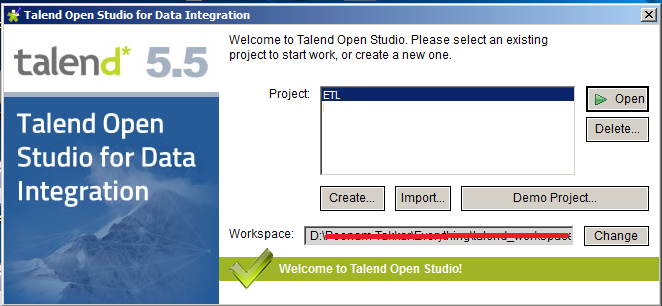 Talend Open Studio for Data Integration
talend* 5.5
Talend Open
Studio for Data
Integration
Welcome to Talend Open Studio. Please select an existing
project to start work, or create a new one.
Project:
ETL
Open
Delete...
Create...
Import...
Demo Project...
Workspace:
D:\
Change
Welcome to Talend Open Studio!